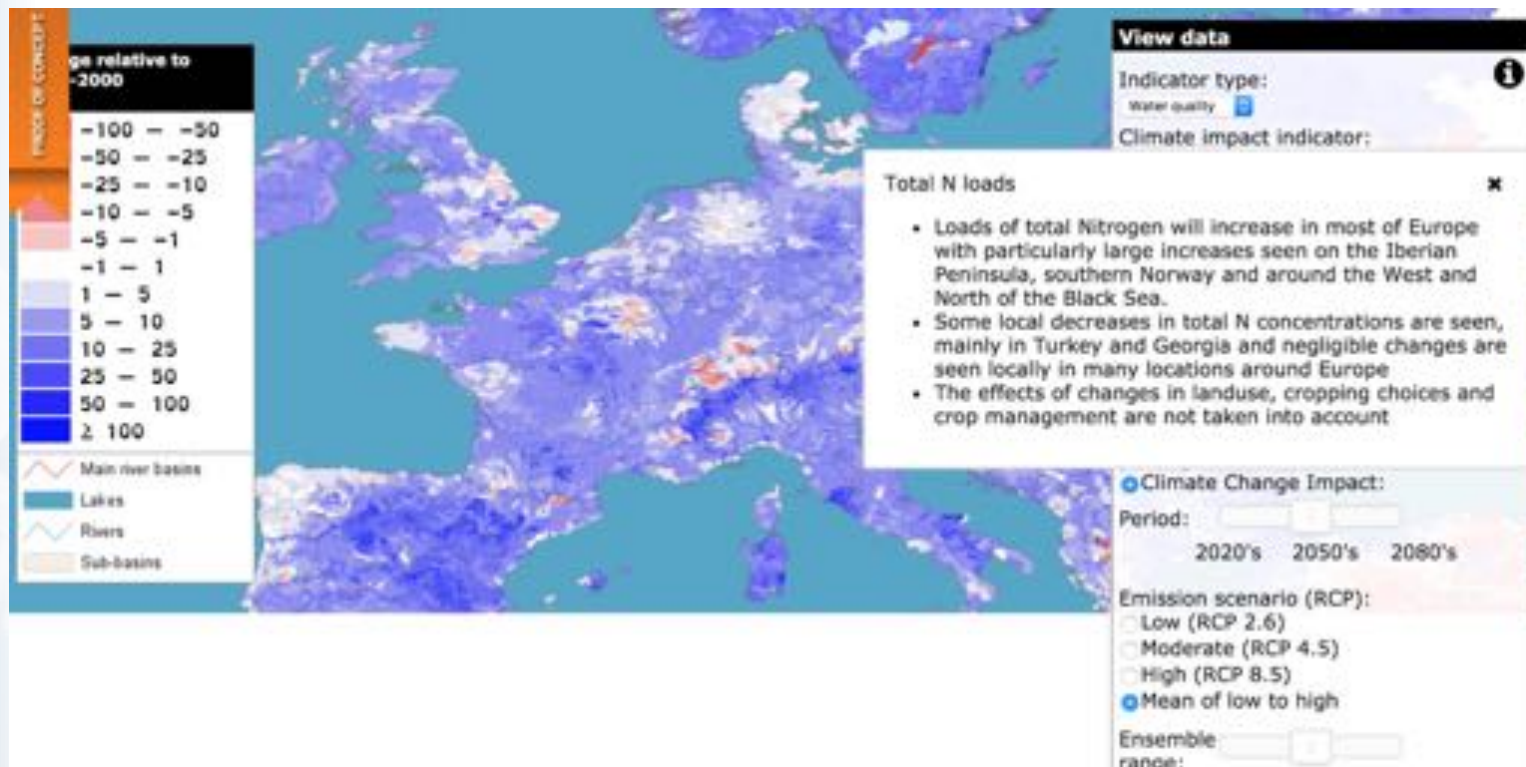 PROOF OF CONCEPT
ge relative to
-2000
-100 — -50
-50 — -25
-25 — -10
-10 — -5
-5 — -1
-1 — 1
1 — 5
5 — 10
10 — 25
25 — 50
50 — 100
≥ 100
Main river basins
Lakes
Rivers
Sub-basins
View data
Indicator type:
Water quality
Climate impact indicator:
Total N loads
• Loads of total Nitrogen will increase in most of Europe
with particularly large increases seen on the Iberian
Peninsula, southern Norway and around the West and
North of the Black Sea.
• Some local decreases in total N concentrations are seen,
mainly in Turkey and Georgia and negligible changes are
seen locally in many locations around Europe
• The effects of changes in landuse, cropping choices and
crop management are not taken into account
Climate Change Impact:
Period:
2020's 2050's 2080's
Emission scenario (RCP):
Low (RCP 2.6)
Moderate (RCP 4.5)
High (RCP 8.5)
Mean of low to high
Ensemble
range: